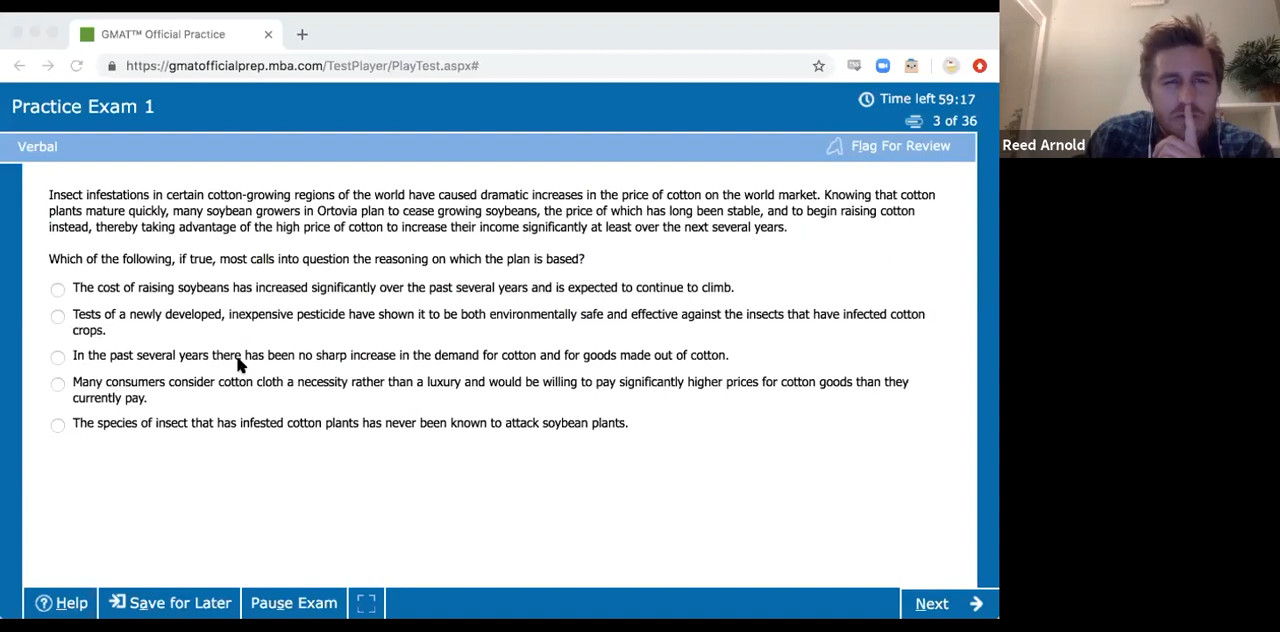 GMAT™ Official Practice
https://gmatofficialprep.mba.com/TestPlayer/PlayTest.aspx#
Practice Exam 1
Time left 59:17
3 of 36
Verbal
Flag For Review
Reed Arnold
Insect infestations in certain cotton-growing regions of the world have caused dramatic increases in the price of cotton on the world market. Knowing that cotton
plants mature quickly, many soybean growers in Ortovia plan to cease growing soybeans, the price of which has long been stable, and to begin raising cotton
instead, thereby taking advantage of the high price of cotton to increase their income significantly at least over the next several years.
Which of the following, if true, most calls into question the reasoning on which the plan is based?
The cost of raising soybeans has increased significantly over the past several years and is expected to continue to climb.
Tests of a newly developed, inexpensive pesticide have shown it to be both environmentally safe and effective against the insects that have infected cotton
crops.
In the past several years there has been no sharp increase in the demand for cotton and for goods made out of cotton.
Many consumers consider cotton cloth a necessity rather than a luxury and would be willing to pay significantly higher prices for cotton goods than they
currently pay.
The species of insect that has infested cotton plants has never been known to attack soybean plants.
Help
Save for Later
Pause Exam
Next